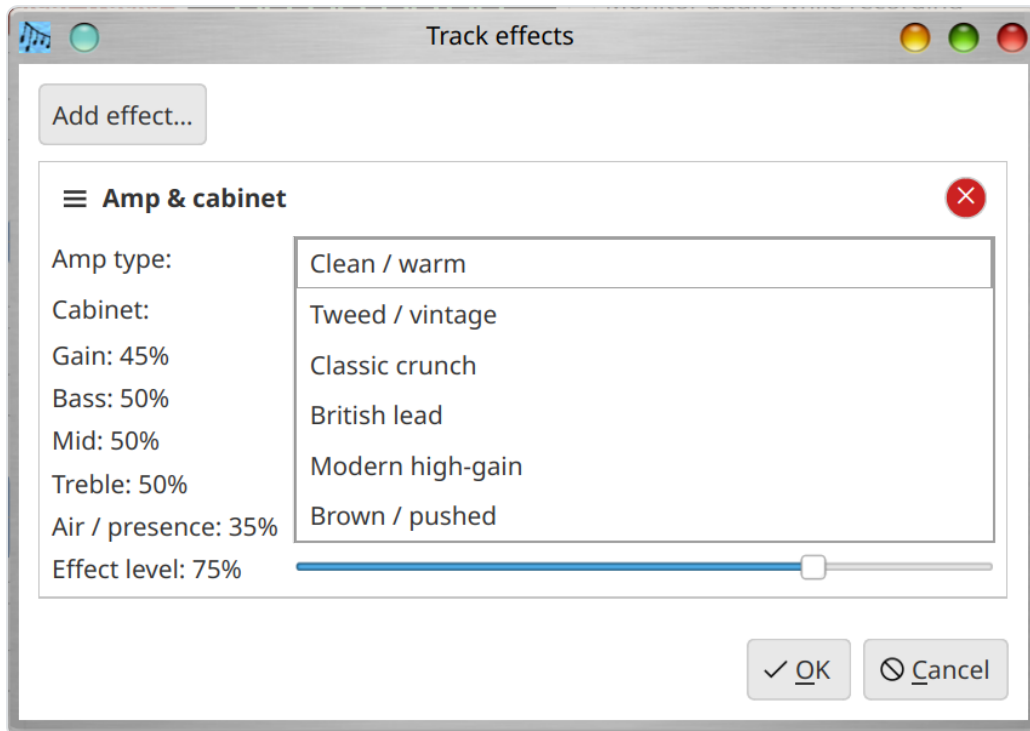 Track effects
Add effect...
Amp & cabinet
Amp type:
Clean / warm
Tweed / vintage
Cabinet:
Classic crunch
Gain: 45%
British lead
Bass: 50%
Modern high-gain
Mid: 50%
Brown / pushed
Treble: 50%
Air / presence: 35%
Effect level: 75%
OK
Cancel